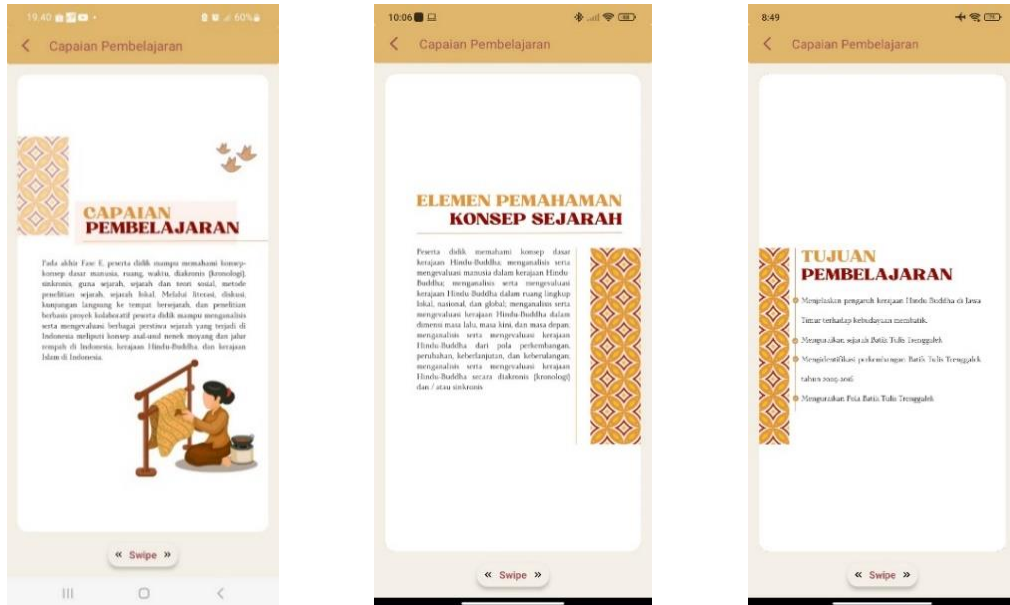 19.40
60%
Capaian Pembelajaran
CAPAIAN
PEMBELAJARAN
Pada akhir Fase E, peserta didik mampu memahami konsep-
konsep dasar manusia, ruang, waktu, diakronis (kronologi),
sinkronis, guna sejarah, sejarah dan teori sosial, metode
penelitian sejarah, sejarah lokal. Melalui literasi, diskusi,
kunjungan langsung ke tempat bersejarah, dan penelitian
berbasis proyek kolaboratif peserta didik mampu menganalisis
serta mengevaluasi berbagai peristiwa sejarah yang terjadi di
Indonesia meliputi konsep asal-usul nenek moyang dan jalur
rempah di Indonesia, kerajaan Hindu-Buddha, dan kerajaan
Islam di Indonesia.
« Swipe »
10:06
Capaian Pembelajaran
ELEMEN PEMAHAMAN
KONSEP SEJARAH
Peserta didik memahami konsep dasar
kerajaan Hindu-Buddha; menganalisis serta
mengevaluasi manusia dalam kerajaan Hindu-
Buddha; menganalisis serta mengevaluasi
kerajaan Hindu-Buddha dalam ruang lingkup
lokal, nasional, dan global; menganalisis serta
mengevaluasi kerajaan Hindu-Buddha dalam
dimensi masa lalu, masa kini, dan masa depan;
menganalisis serta mengevaluasi kerajaan
Hindu-Buddha dari pola perkembangan,
perubahan, keberlanjutan, dan keberulangan;
menganalisis serta mengevaluasi kerajaan
Hindu-Buddha secara diakronis (kronologi)
dan / atau sinkronis
« Swipe »
8:49
Capaian Pembelajaran
TUJUAN
PEMBELAJARAN
Menjelaskan pengaruh kerajaan Hindu Buddha di Jawa
Timur terhadap kebudayaan membatik.
Menguraikan sejarah Batik Tulis Trenggalek
Mengidentifikasi perkembangan Batik Tulis Trenggalek
tahun
Menguraikan Pola Batik Tulis Trenggalek
« Swipe »